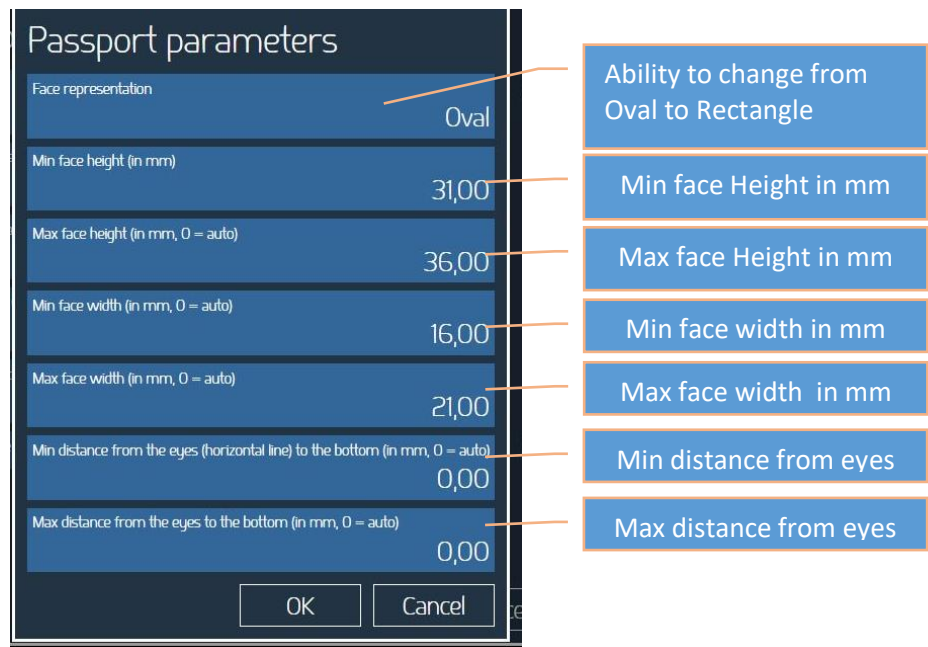 Passport parameters
Face representation
Oval
Ability to change from
Oval to Rectangle
Min face height (in mm)
31,00
Min face Height in mm
Max face height (in mm, 0 = auto)
36,00
Max face Height in mm
Min face width (in mm, 0 = auto)
16,00
Min face width in mm
Max face width (in mm, 0 = auto)
21,00
Max face width in mm
Min distance from the eyes (horizontal line) to the bottom (in mm, 0 = auto)
0,00
Min distance from eyes
Max distance from the eyes to the bottom (in mm, 0 = auto)
0,00
Max distance from eyes
OK
Cancel